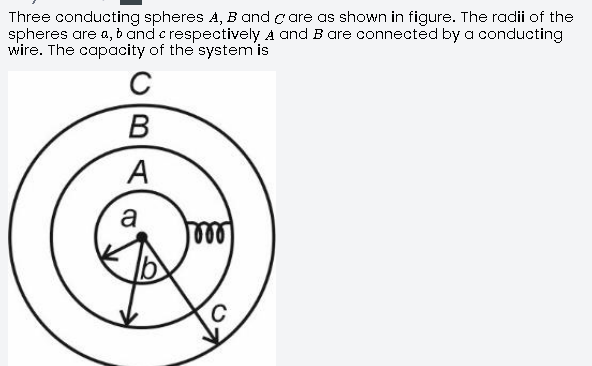 Three conducting spheres A, B and C are as shown in figure. The radii of the
spheres are a, b and c respectively A and B are connected by a conducting
wire. The capacity of the system is
C
B
A
a
b
C